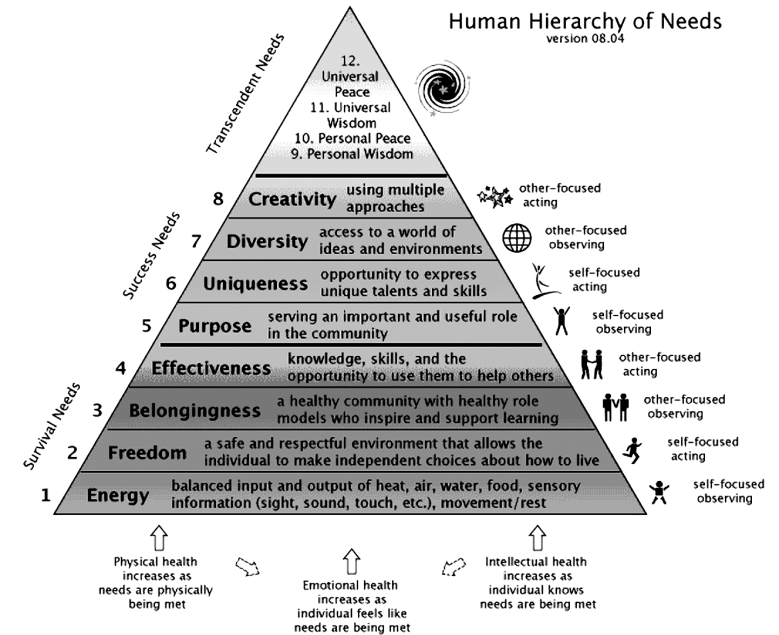 Human Hierarchy of Needs
version 08.04
Transcendent Needs
12.
Universal
Peace
11. Universal
Wisdom
10. Personal Peace
9. Personal Wisdom
Success Needs
8 Creativity using multiple
approaches
other-focused
acting
7 Diversity access to a world of
ideas and environments
other-focused
observing
6 Uniqueness opportunity to express
unique talents and skills
self-focused
acting
5 Purpose serving an important and useful role
in the community
self-focused
observing
Survival Needs
4 Effectiveness knowledge, skills, and the
opportunity to use them to help others
other-focused
acting
3 Belongingness a healthy community with healthy role
models who inspire and support learning
other-focused
observing
2 Freedom a safe and respectful environment that allows the
individual to make independent choices about how to live
self-focused
acting
1 Energy balanced input and output of heat, air, water, food, sensory
information (sight, sound, touch, etc.), movement/rest
self-focused
observing
Physical health
increases as
needs are physically
being met
Emotional health
increases as
individual feels like
needs are being met
Intellectual health
increases as
individual knows
needs are being met